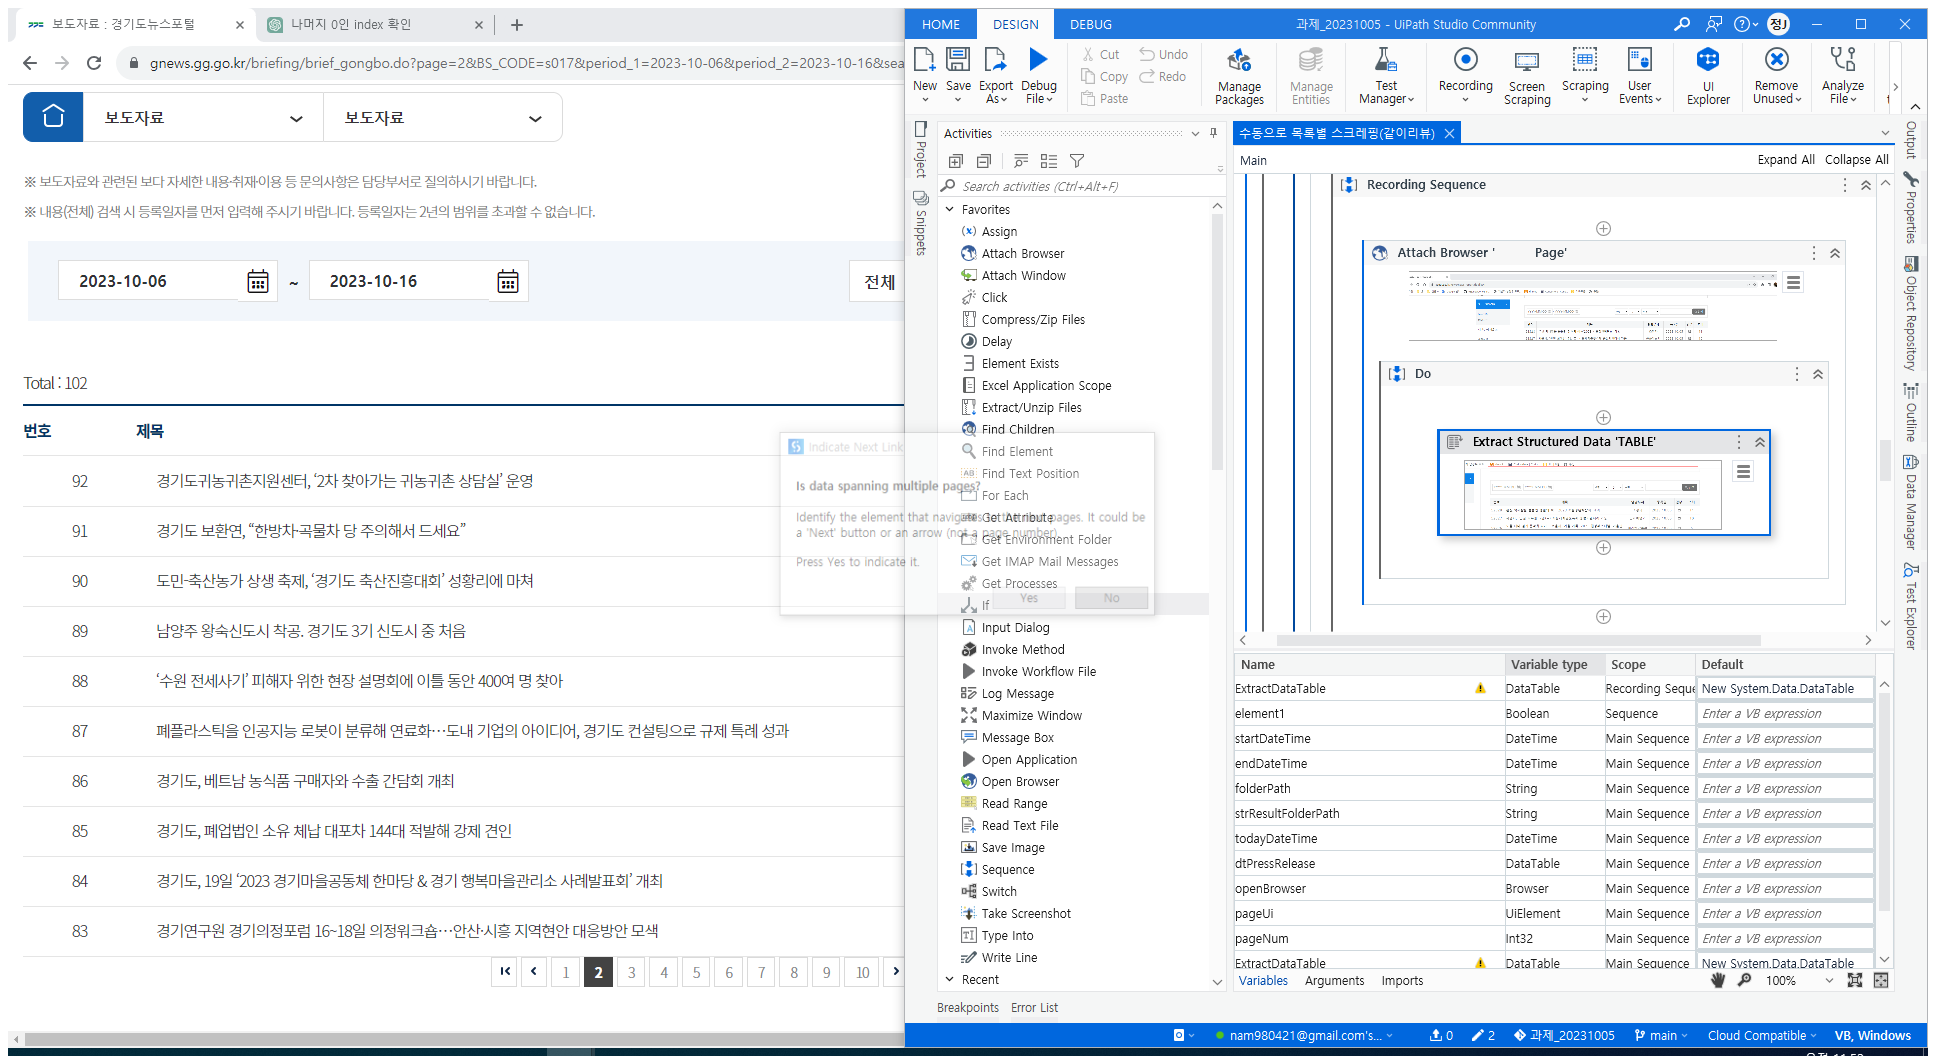 보도자료 : 경기도뉴스포털
나머지 0인 index 확인
gnews.gg.go.kr/briefing/brief_gongbo.do?page=2&BS_CODE=s017&period_1=2023-10-06&period_2=2023-10-16&sea
보도자료
보도자료
※ 보도자료와 관련된 보다 자세한 내용·취재·이용 등 문의사항은 담당부서로 질의하시기 바랍니다.
※ 내용(전체) 검색 시 등록일자를 먼저 입력해 주시기 바랍니다. 등록일자는 2년의 범위를 초과할 수 없습니다.
2023-10-06 ~ 2023-10-16 전체
Total : 102
번호 제목
92 경기도귀농귀촌지원센터, ‘2차 찾아가는 귀농귀촌 상담실’ 운영
91 경기도 보환연, “한방차·곡물차 당 주의해서 드세요”
90 도민-축산농가 상생 축제, ‘경기도 축산진흥대회’ 성황리에 마쳐
89 남양주 왕숙신도시 착공. 경기도 3기 신도시 중 처음
88 ‘수원 전세사기’ 피해자 위한 현장 설명회에 이틀 동안 400여 명 찾아
87 폐플라스틱을 인공지능 로봇이 분류해 연료화…도내 기업의 아이디어, 경기도 컨설팅으로 규제 특례 성과
86 경기도, 베트남 농식품 구매자와 수출 간담회 개최
85 경기도, 폐업법인 소유 체납 대포차 144대 적발해 강제 견인
84 경기도, 19일 ‘2023 경기마을공동체 한마당 & 경기 행복마을관리소 사례발표회’ 개최
83 경기연구원 경기의정포럼 16~18일 의정워크숍…안산·시흥 지역현안 대응방안 모색
1 2 3 4 5 6 7 8 9 10
Indicate Next Link
Is data spanning multiple pages?
Identify the element that navigates pages. It could be
a 'Next' button or an arrow (not a page number)
Press Yes to indicate it.
Yes No
HOME DESIGN DEBUG
과제_20231005 - UiPath Studio Community
정J
New
Save
Export As
Debug File
Cut
Copy
Paste
Undo
Redo
Manage Packages
Manage Entities
Test Manager
Recording
Screen Scraping
Scraping
User Events
UI Explorer
Remove Unused
Analyze File
Project
Snippets
Activities
Search activities (Ctrl+Alt+F)
Favorites
Assign
Attach Browser
Attach Window
Click
Compress/Zip Files
Delay
Element Exists
Excel Application Scope
Extract/Unzip Files
Find Children
Find Element
Find Text Position
For Each
Get Attribute
Get Environment Folder
Get IMAP Mail Messages
Get Processes
If
Input Dialog
Invoke Method
Invoke Workflow File
Log Message
Maximize Window
Message Box
Open Application
Open Browser
Read Range
Read Text File
Save Image
Sequence
Switch
Take Screenshot
Type Into
Write Line
Recent
Breakpoints Error List
수동으로 목록별 스크레핑(같이리뷰)
Main Expand All Collapse All
Recording Sequence
Attach Browser ' Page'
Do
Extract Structured Data 'TABLE'
Name Variable type Scope Default
ExtractDataTable DataTable Recording Seque New System.Data.DataTable
element1 Boolean Sequence Enter a VB expression
startDateTime DateTime Main Sequence Enter a VB expression
endDateTime DateTime Main Sequence Enter a VB expression
folderPath String Main Sequence Enter a VB expression
strResultFolderPath String Main Sequence Enter a VB expression
todayDateTime DateTime Main Sequence Enter a VB expression
dtPressRelease DataTable Main Sequence Enter a VB expression
openBrowser Browser Main Sequence Enter a VB expression
pageUi UiElement Main Sequence Enter a VB expression
pageNum Int32 Main Sequence Enter a VB expression
ExtractDataTable DataTable Main Sequence New System.Data.DataTable
Variables Arguments Imports 100%
Output
Properties
Object Repository
Outline
Data Manager
Test Explorer
nam980421@gmail.com's... 0 2 과제_20231005 main Cloud Compatible VB, Windows